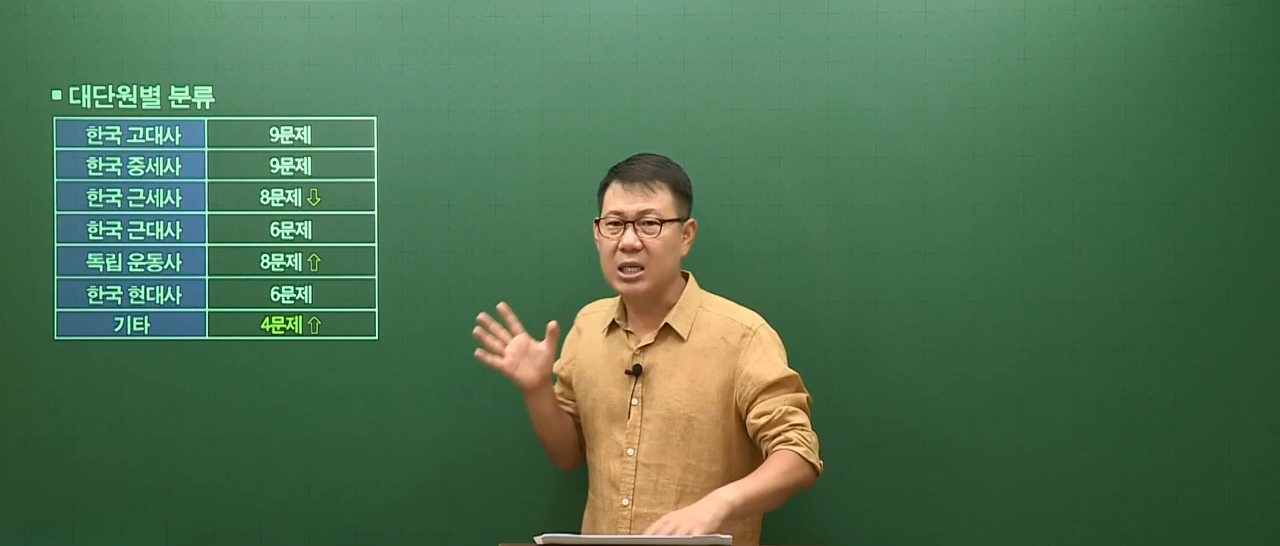 ▪ 대단원별 분류
한국 고대사 9문제
한국 중세사 9문제
한국 근세사 8문제 ⇩
한국 근대사 6문제
독립 운동사 8문제 ⇧
한국 현대사 6문제
기타 4문제 ⇧